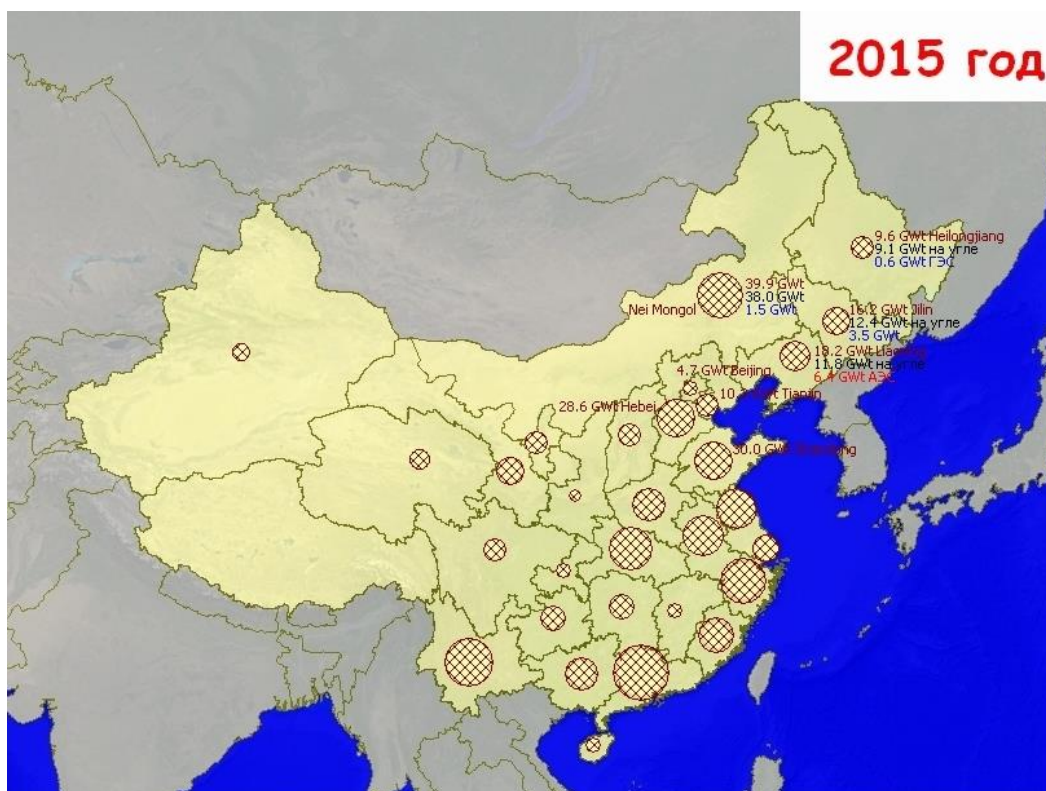 2015 год
9.6 GWt Heilongjiang
9.1 GWt на угле
0.6 GWt ГЭС
39.9 GWt
Nei Mongol
38.0 GWt
1.5 GWt
16.2 GWt Jilin
12.4 GWt на угле
3.5 GWt
18.2 GWt
11.8 GWt на угле
6.4 GWt АЭС
4.7 GWt Beijing
Tianjin
28.6 GWt Hebei
30.0